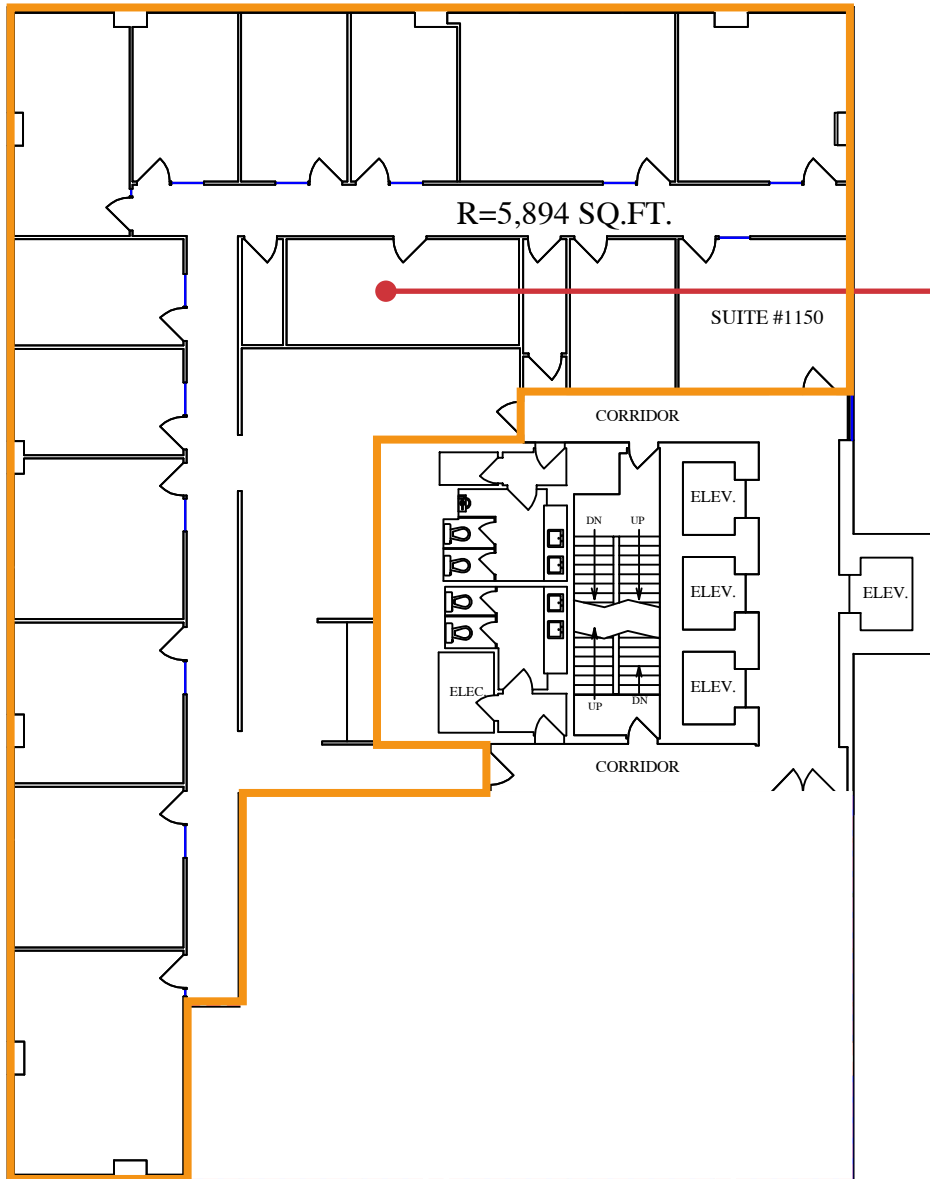 R=5,894 SQ.FT.
SUITE #1150
CORRIDOR
ELEV.
DN
UP
ELEV.
ELEV.
ELEV.
ELEC.
UP
DN
CORRIDOR